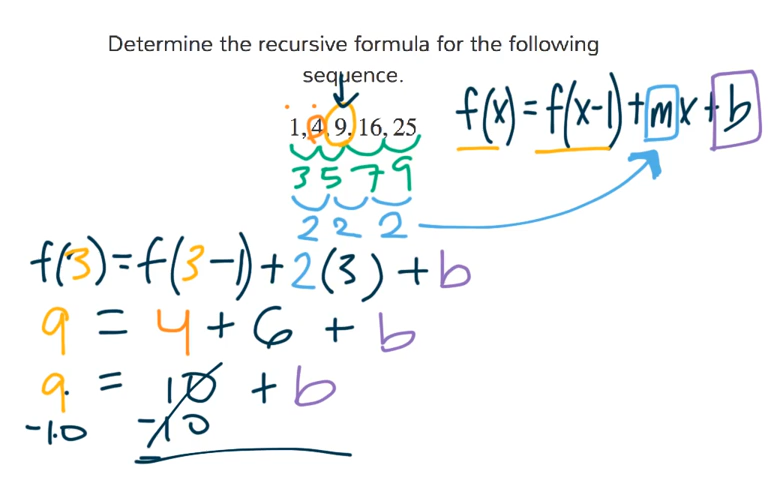 Determine the recursive formula for the following
sequence.
f(x)=f(x-1)+mx+b
1, 4, 9, 16, 25
3 5 7 9
2 2 2
f(3)=f(3-1)+2(3)+b
9 = 4 + 6 + b
9 = 10 + b
-10 -10